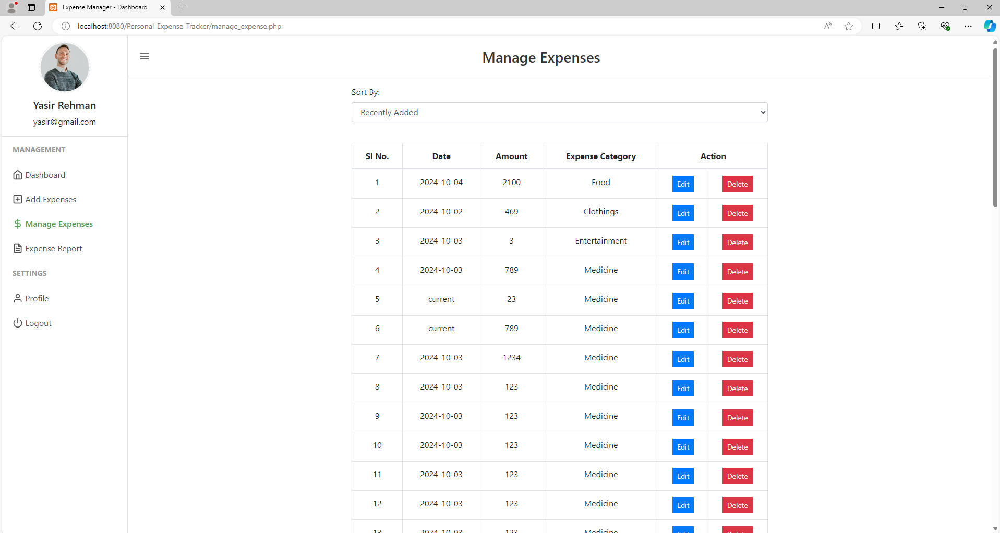 Expense Manager - Dashboard
localhost:8080/Personal-Expense-Tracker/manage_expense.php
Yasir Rehman
yasir@gmail.com
MANAGEMENT
Dashboard
Add Expenses
Manage Expenses
Expense Report
SETTINGS
Profile
Logout
Manage Expenses
Sort By:
Recently Added
Sl No. Date Amount Expense Category Action
1 2024-10-04 2100 Food Edit Delete
2 2024-10-02 469 Clothings Edit Delete
3 2024-10-03 3 Entertainment Edit Delete
4 2024-10-03 789 Medicine Edit Delete
5 current 23 Medicine Edit Delete
6 current 789 Medicine Edit Delete
7 2024-10-03 1234 Medicine Edit Delete
8 2024-10-03 123 Medicine Edit Delete
9 2024-10-03 123 Medicine Edit Delete
10 2024-10-03 123 Medicine Edit Delete
11 2024-10-03 123 Medicine Edit Delete
12 2024-10-03 123 Medicine Edit Delete
13 2024-10-03 123 Medicine